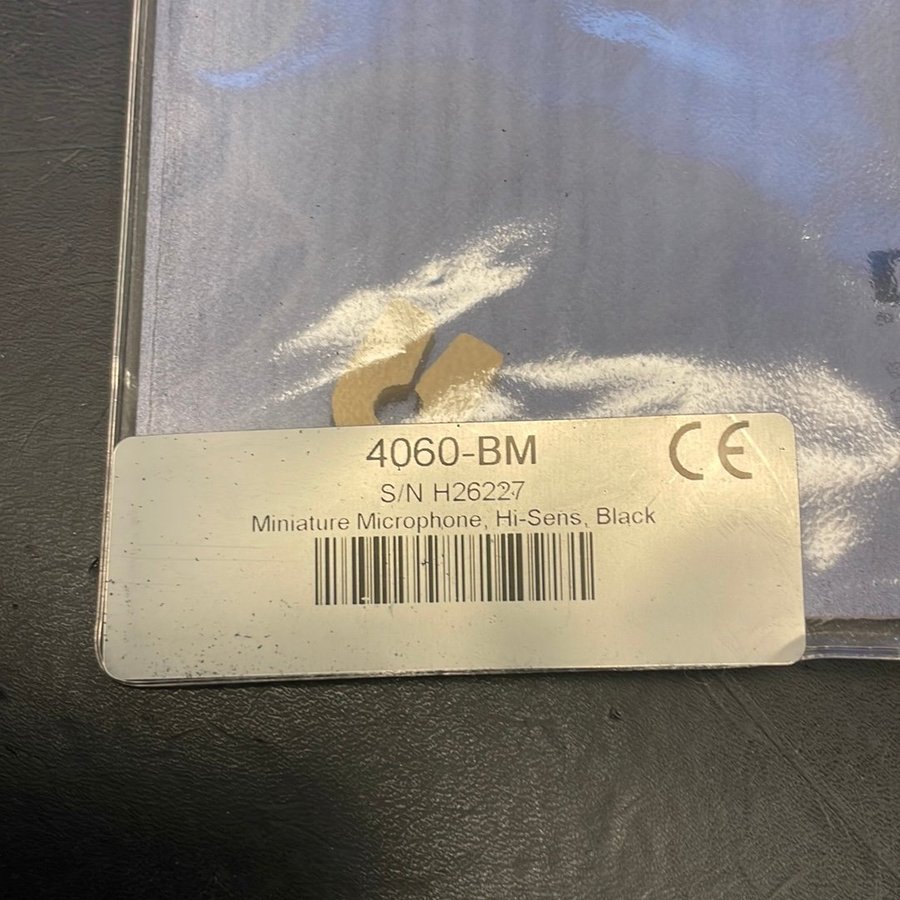 4060-BM
CE
S/N H26227
Miniature Microphone, Hi-Sens, Black